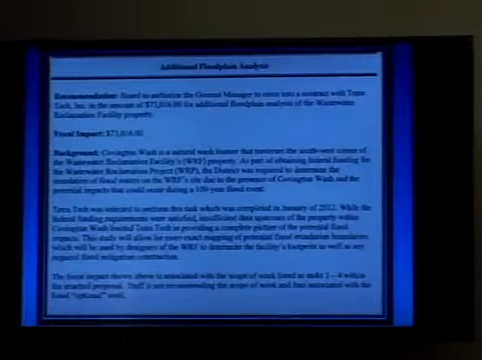 Additional Floodplain Analysis
Recommendation: Board to authorize the General Manager to enter into a contract with Tetra
Tech, Inc. in the amount of $73,016.00 for additional floodplain analysis of the Wastewater
Reclamation Facility property.
Fiscal Impact: $73,016.00
Background: Covington Wash is a natural wash feature that traverses the south-west corner of
the Wastewater Reclamation Facility's (WRF) property. As part of obtaining federal funding for
the Wastewater Reclamation Project (WRP), the District was required to determine the
inundation of flood waters on the WRF's site due to the presence of Covington Wash and the
potential impacts that could occur during a 100-year flood event.
Tetra Tech was selected to perform this task which was completed in January of 2012. While the
federal funding requirements were satisfied, insufficient data upstream of the property within
Covington Wash limited Tetra Tech in providing a complete picture of the potential flood
impacts. This study will allow for more exact mapping of potential flood inundation boundaries
which will be used by designers of the WRF to determine the facility's footprint as well as any
required flood mitigation construction.
The fiscal impact shown above is associated with the scope of work listed as tasks 1 – 4 within
the attached proposal. Staff is not recommending the scope of work and fees associated with the
listed "optional" work.